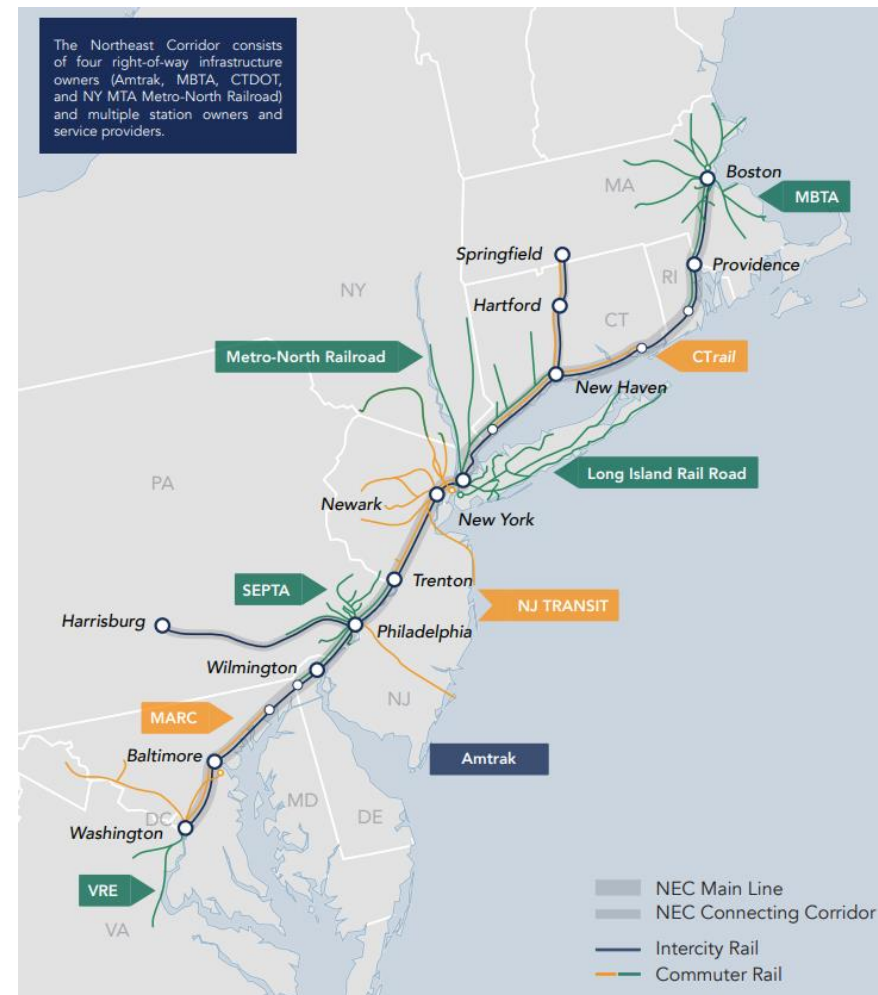 The Northeast Corridor consists
of four right-of-way infrastructure
owners (Amtrak, MBTA, CTDOT,
and NY MTA Metro-North Railroad)
and multiple station owners and
service providers.
Boston
MA
MBTA
Springfield
Providence
RI
NY
Hartford
CT
Metro-North Railroad
CTrail
New Haven
Long Island Rail Road
PA
Newark
New York
Trenton
SEPTA
NJ TRANSIT
Harrisburg
Philadelphia
Wilmington
NJ
MARC
Baltimore
Amtrak
MD
DC
DE
Washington
VRE
VA
NEC Main Line
NEC Connecting Corridor
Intercity Rail
Commuter Rail